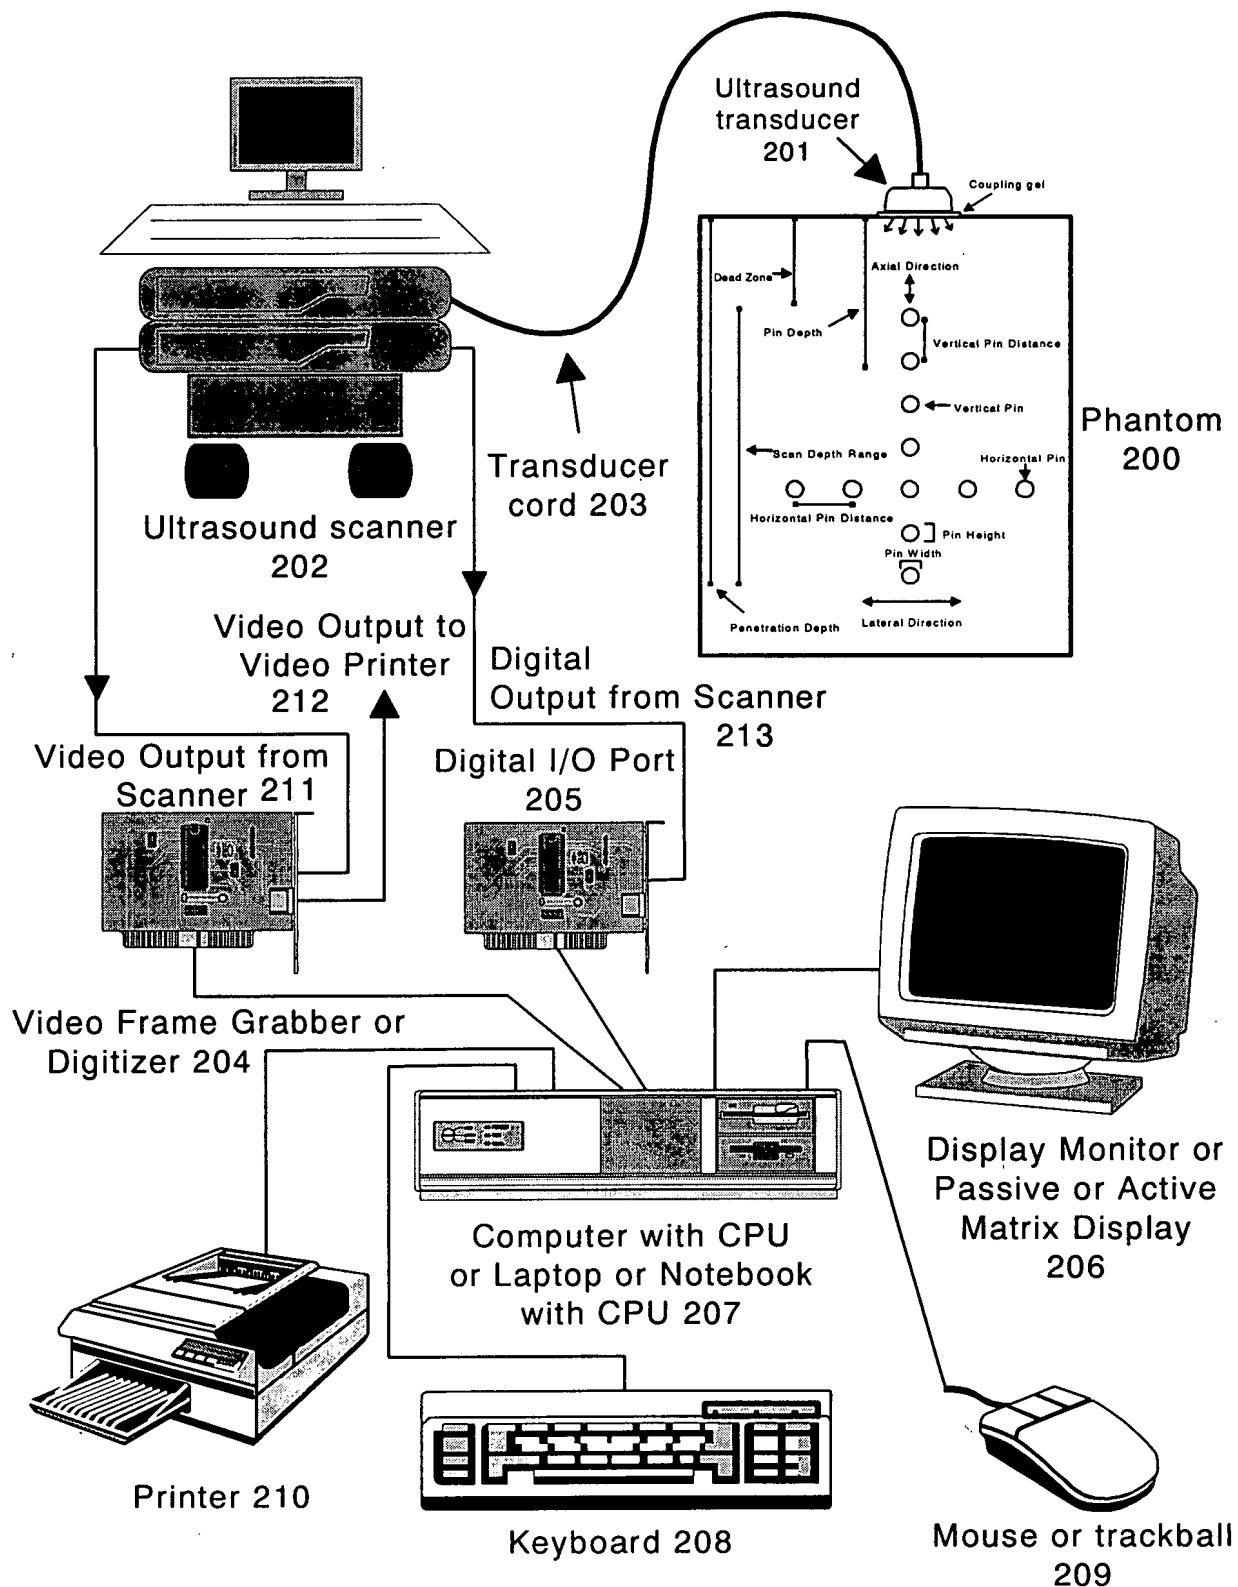 Ultrasound
transducer
201
Coupling gel
Dead Zone
Axial Direction
Pin Depth
Vertical Pin Distance
Vertical Pin
Scan Depth Range
Horizontal Pin
Horizontal Pin Distance
Pin Height
Pin Width
Penetration Depth
Lateral Direction
Phantom
200
Transducer
cord 203
Ultrasound scanner
202
Video Output to
Video Printer
212
Digital
Output from Scanner
213
Video Output from
Scanner 211
Digital I/O Port
205
Video Frame Grabber or
Digitizer 204
Display Monitor or
Passive or Active
Matrix Display
206
Computer with CPU
or Laptop or Notebook
with CPU 207
Printer 210
Keyboard 208
Mouse or trackball
209